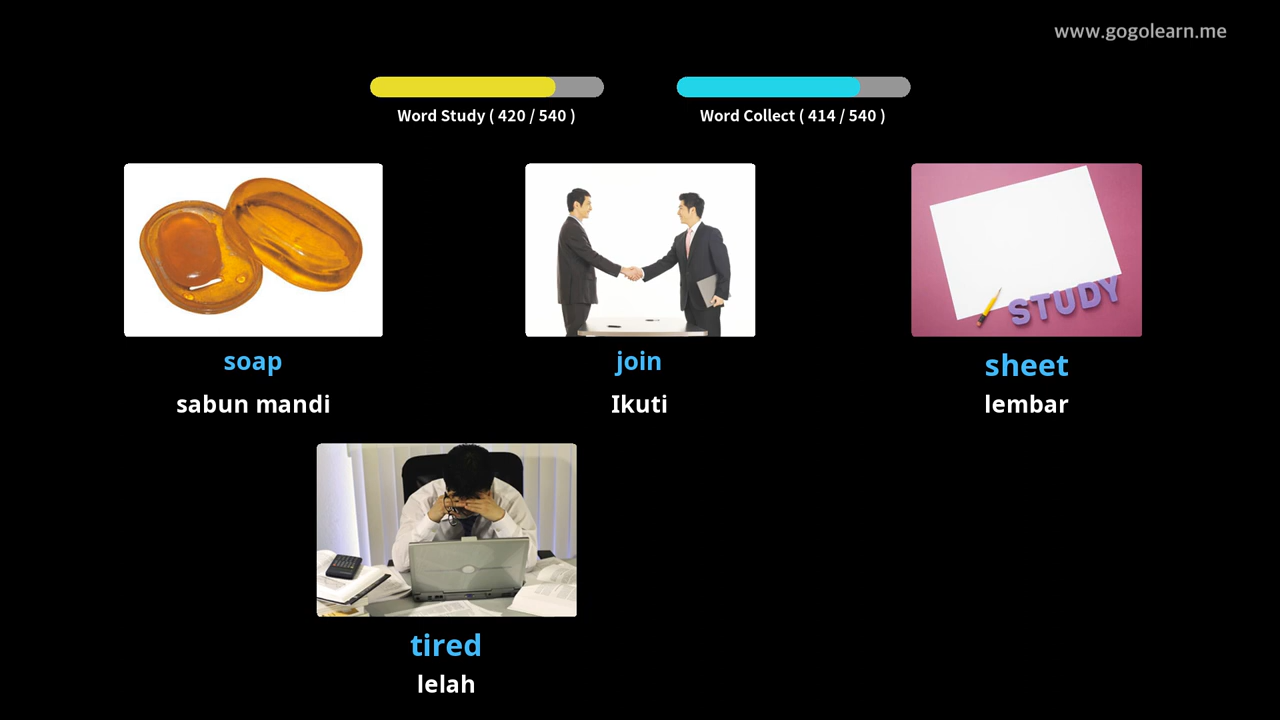 www.gogolearn.me
Word Study ( 420 / 540 )
Word Collect ( 414 / 540 )
soap
sabun mandi
join
Ikuti
STUDY
sheet
lembar
tired
lelah